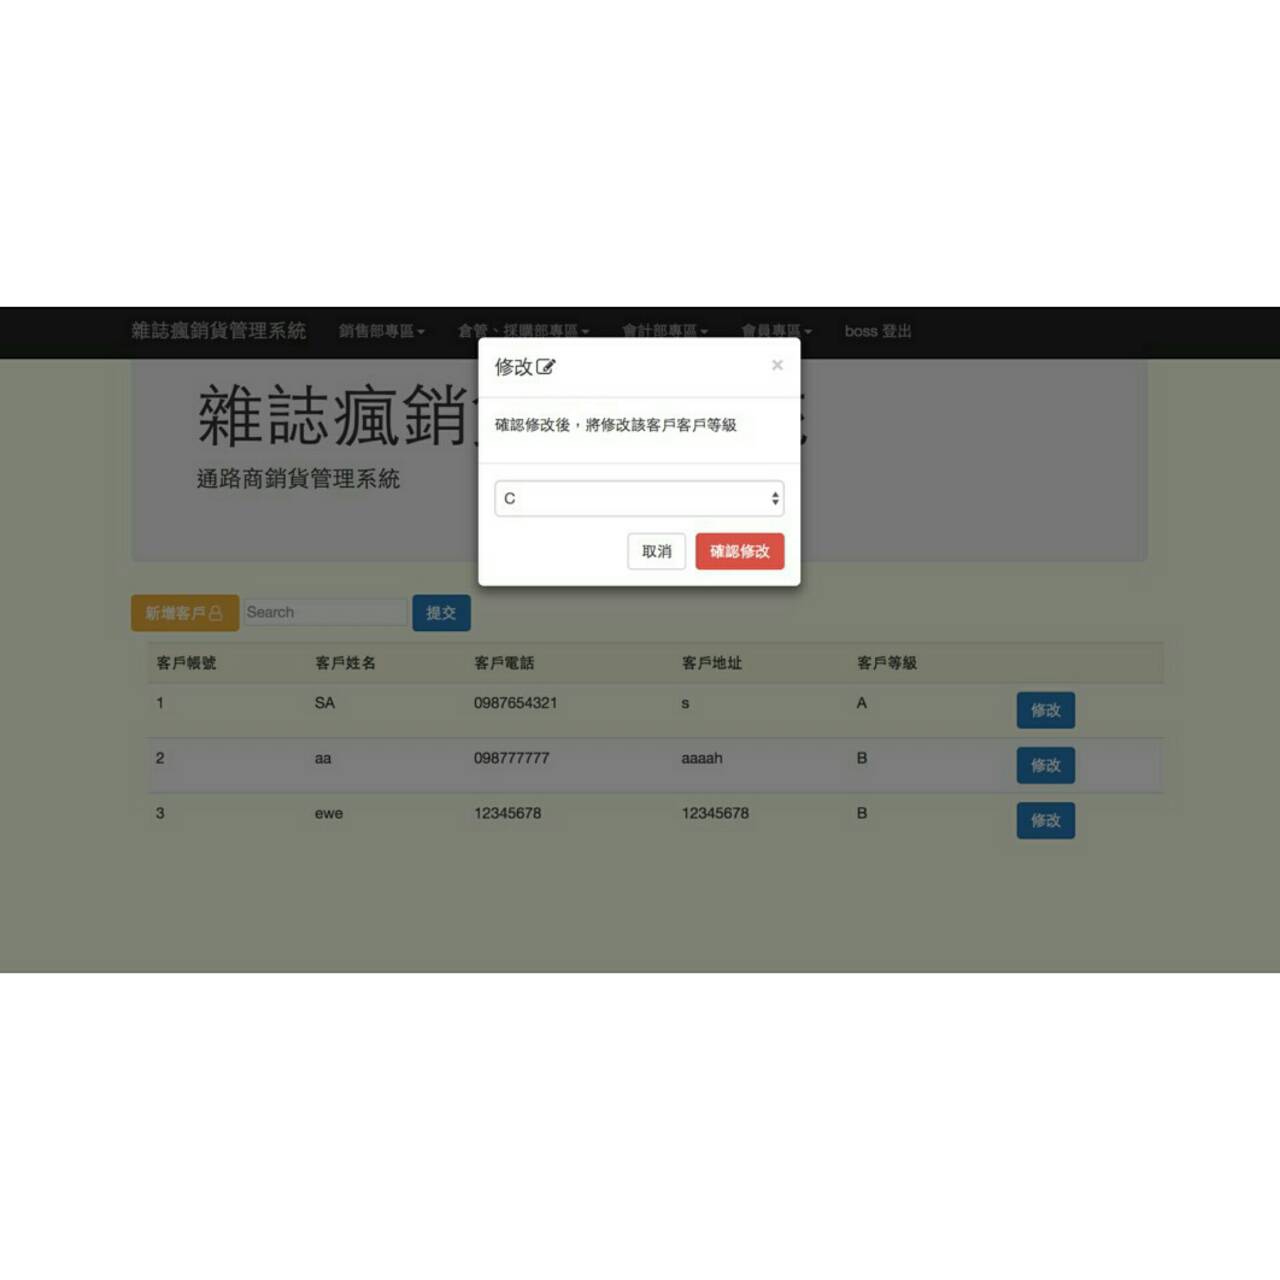 雜誌瘋銷貨管理系統 銷售部專區 倉管、採購部專區 會計部專區 會員專區 boss 登出
修改 ×
確認修改後，將修改該客戶客戶等級
C
取消 確認修改
雜誌瘋銷
通路商銷貨管理系統
新增客戶 Search 提交
客戶帳號 客戶姓名 客戶電話 客戶地址 客戶等級
1 SA 0987654321 s A 修改
2 aa 098777777 aaaah B 修改
3 ewe 12345678 12345678 B 修改